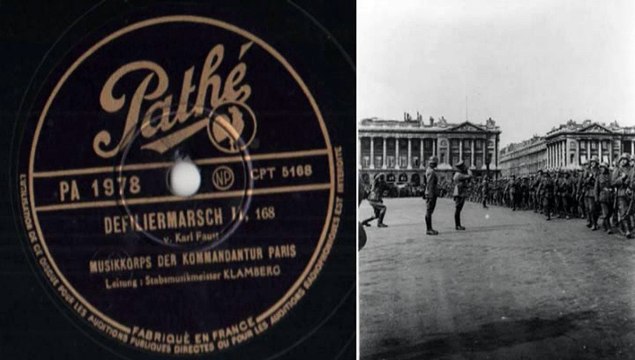 Pathé
PA 1978
NP
CPT 5168
DEFILIERMARSCH II, 168
v. Karl Faust
MUSIKKORPS DER KOMMANDANTUR PARIS
Leitung : Stabsmusikmeister KLAMBERG
FABRIQUÉ EN FRANCE
L'UTILISATION DE CE DISQUE POUR LES AUDITIONS PUBLIQUES DIRECTES OU POUR LES AUDITIONS RADIOPHONIQUES EST INTERDITE